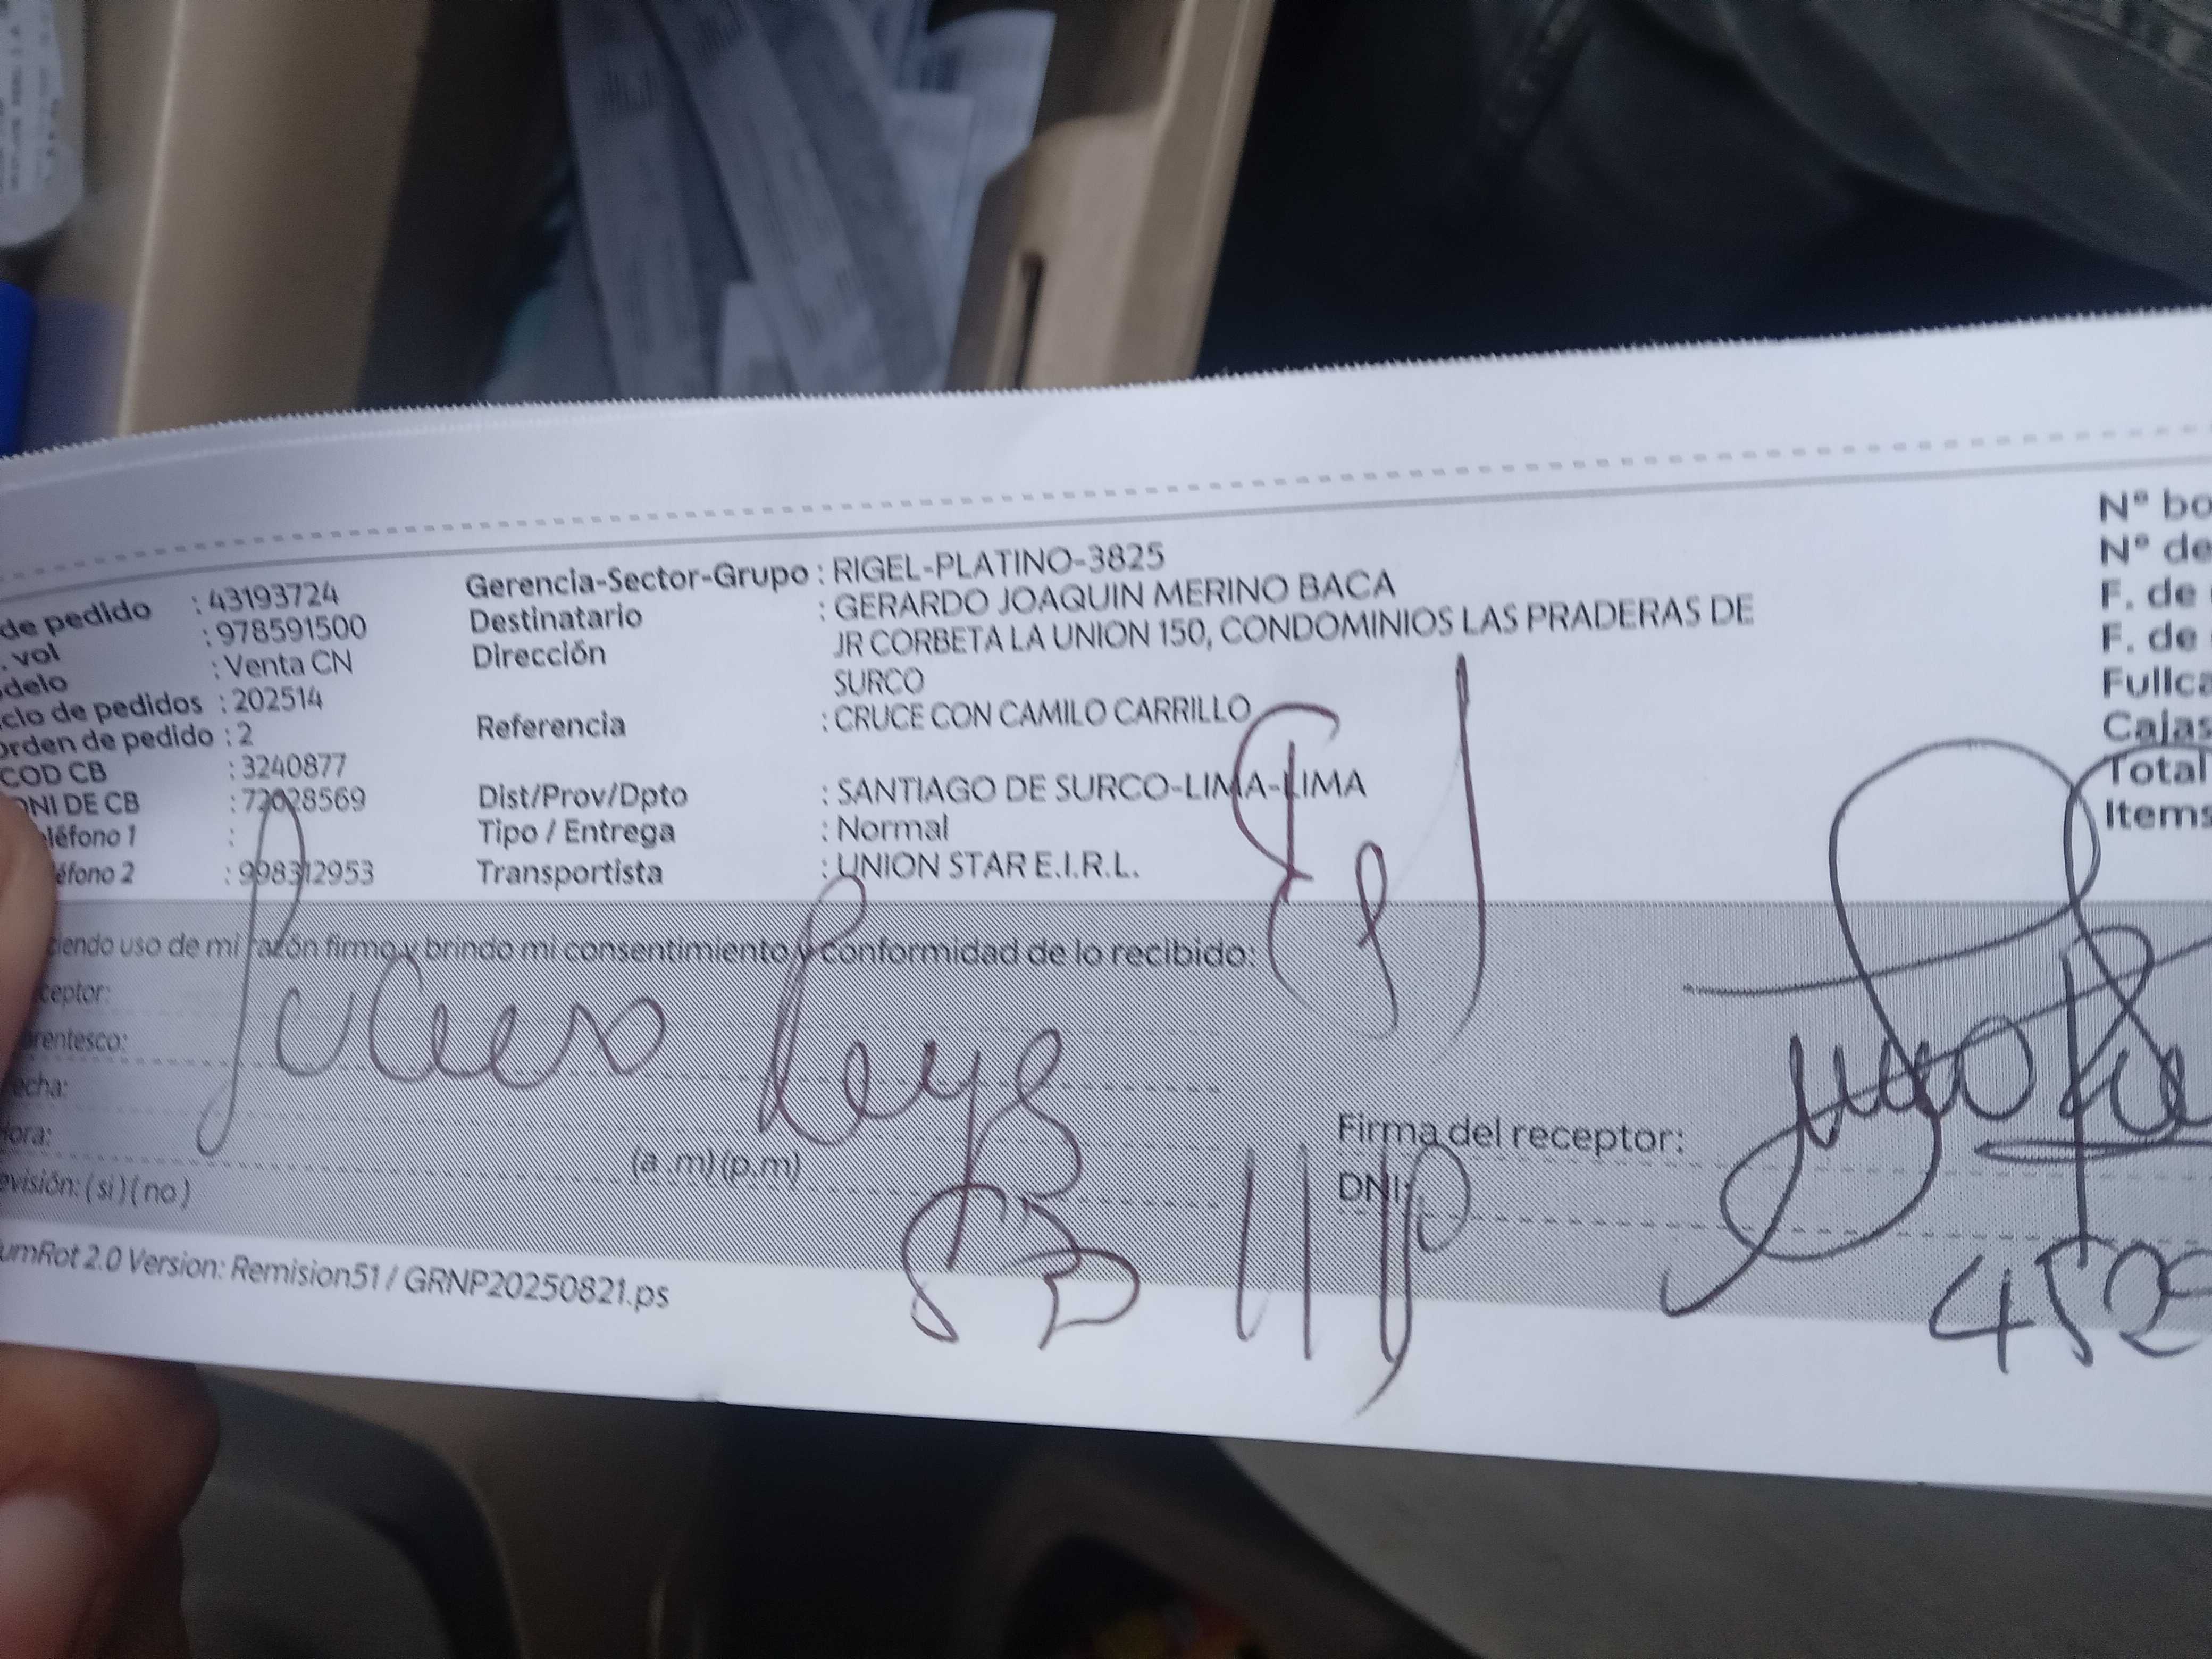 de pedido : 43193724
. vol : 978591500
delo : Venta CN
clo de pedidos : 202514
orden de pedido : 2
COD CB : 3240877
DNI DE CB : 72028569
léfono 1 :
éfono 2 : 998312953
Gerencia-Sector-Grupo : RIGEL-PLATINO-3825
Destinatario : GERARDO JOAQUIN MERINO BACA
Dirección JR CORBETA LA UNION 150, CONDOMINIOS LAS PRADERAS DE
SURCO
Referencia : CRUCE CON CAMILO CARRILLO
Dist/Prov/Dpto : SANTIAGO DE SURCO-LIMA-LIMA
Tipo / Entrega : Normal
Transportista : UNION STAR E.I.R.L.
N° bo
N° de
F. de
F. de
Fullca
Cajas
Total
Items
ciendo uso de mi razón firmo y brindo mi consentimiento y conformidad de lo recibido:
ceptor:
rentesco:
echa:
ora:
(a .m) (p.m)
evisión: ( si ) ( no )
Firma del receptor:
DNI:
umRot 2.0 Version: Remision51 / GRNP20250821.ps